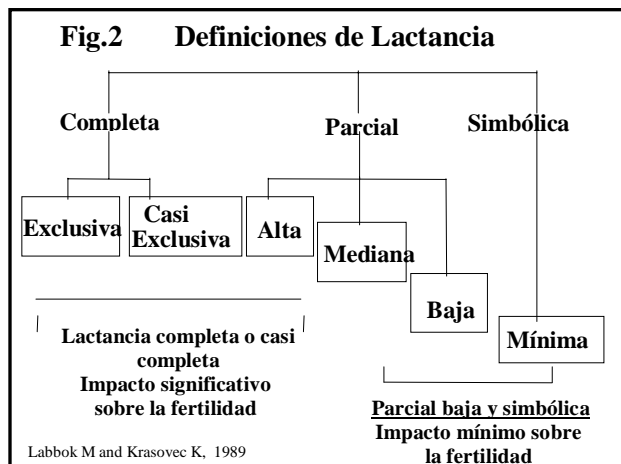 Fig.2 Definiciones de Lactancia
Completa Parcial Simbólica
Exclusiva
Casi
Exclusiva
Alta
Mediana
Baja
Mínima
Lactancia completa o casi
completa
Impacto significativo
sobre la fertilidad
Parcial baja y simbólica
Impacto mínimo sobre
la fertilidad
Labbok M and Krasovec K, 1989